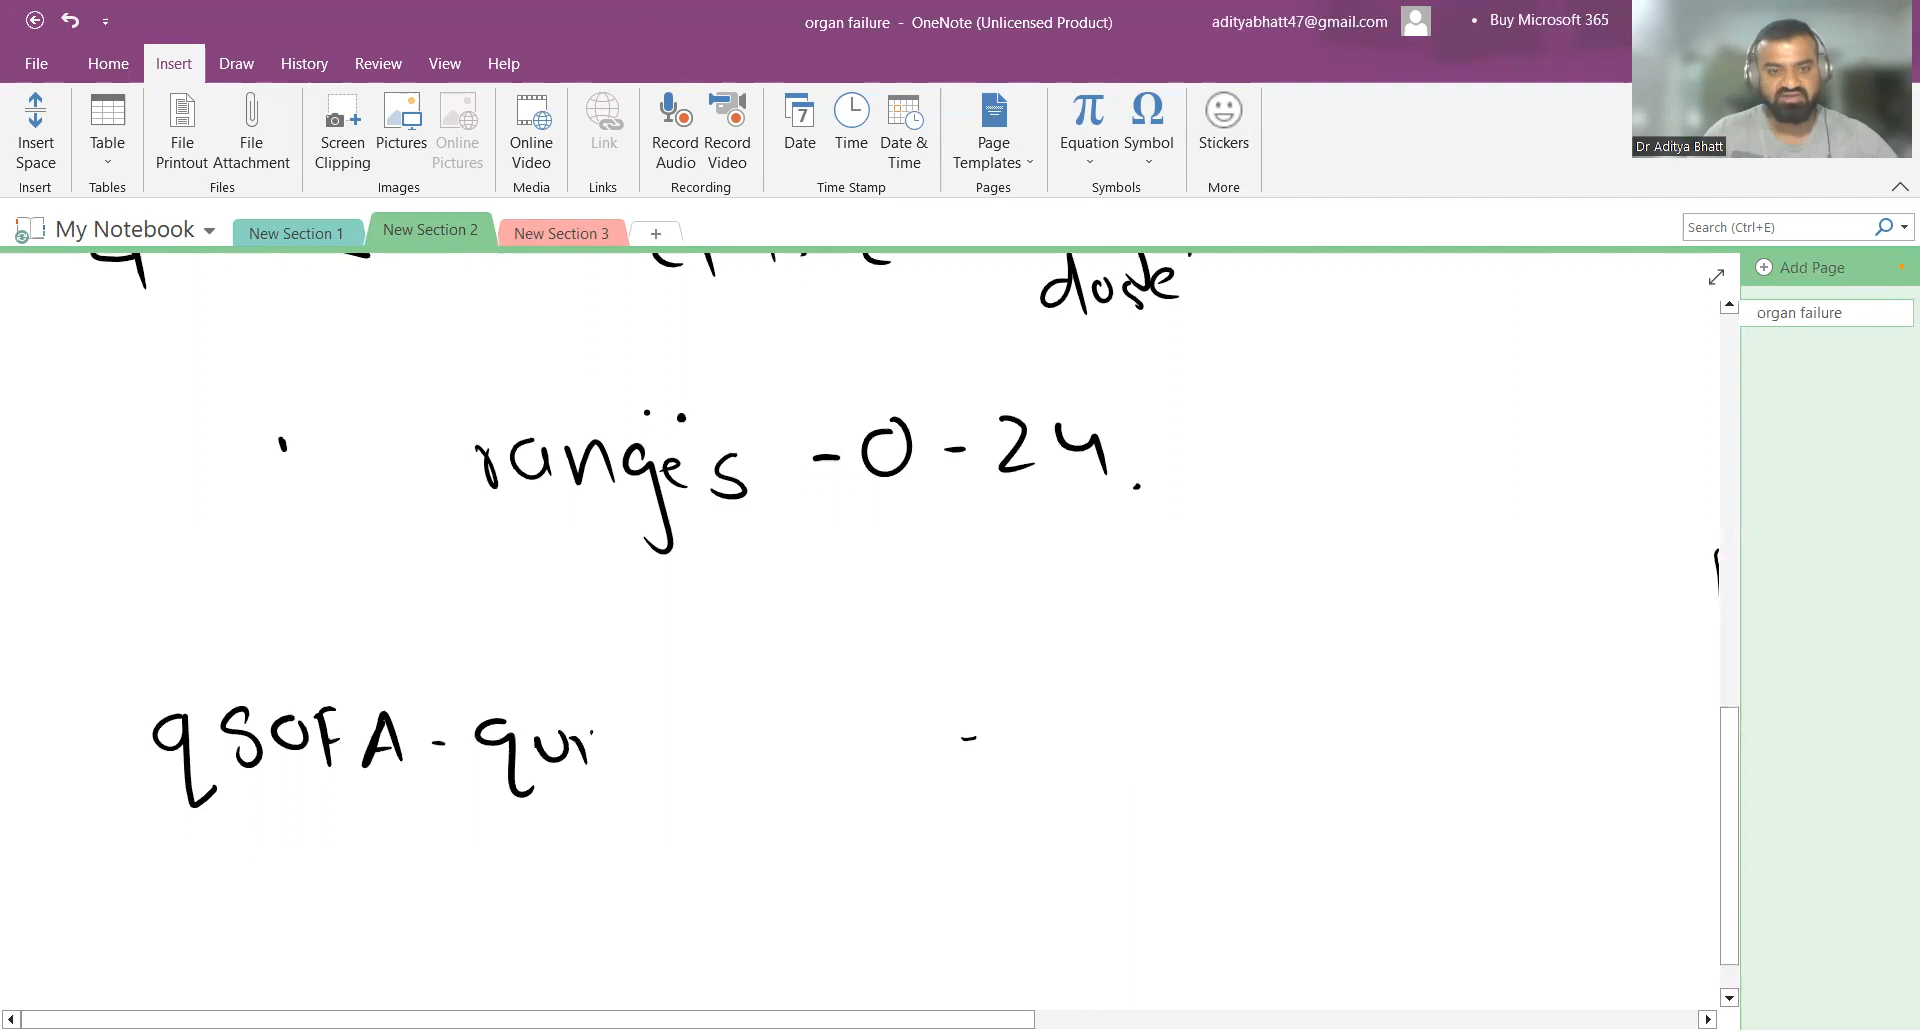 organ failure - OneNote (Unlicensed Product)
adityabhatt47@gmail.com
Buy Microsoft 365
File Home Insert Draw History Review View Help
Insert Space
Table
File Printout
File Attachment
Screen Clipping
Pictures
Online Pictures
Online Video
Link
Record Audio
Record Video
Date
Time
Date & Time
Page Templates
Equation
Symbol
Stickers
Insert Tables Files Images Media Links Recording Time Stamp Pages Symbols More
Dr Aditya Bhatt
My Notebook New Section 1 New Section 2 New Section 3
Search (Ctrl+E)
Add Page
organ failure
dose
ranges - 0 - 24.
qSOFA - qui -